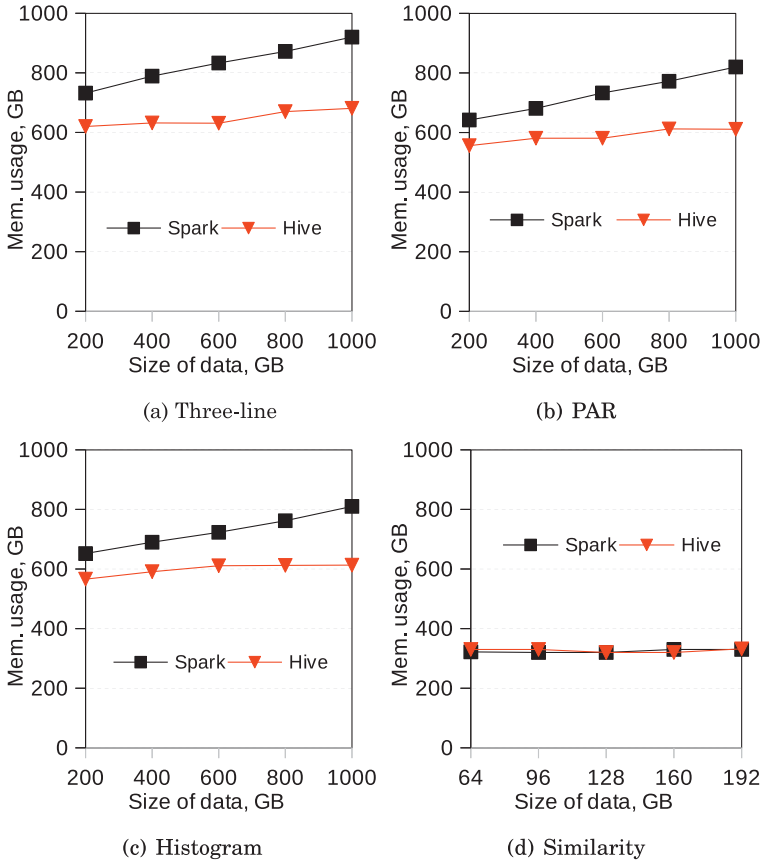 1000
800
600
400
200
0
Mem. usage, GB
Spark
Hive
200 400 600 800 1000
Size of data, GB
(a) Three-line
1000
800
600
400
200
0
Mem. usage, GB
Spark
Hive
200 400 600 800 1000
Size of data, GB
(b) PAR
1000
800
600
400
200
0
Mem. usage, GB
Spark
Hive
200 400 600 800 1000
Size of data, GB
(c) Histogram
1000
800
600
400
200
0
Mem. usage, GB
Spark
Hive
64 96 128 160 192
Size of data, GB
(d) Similarity